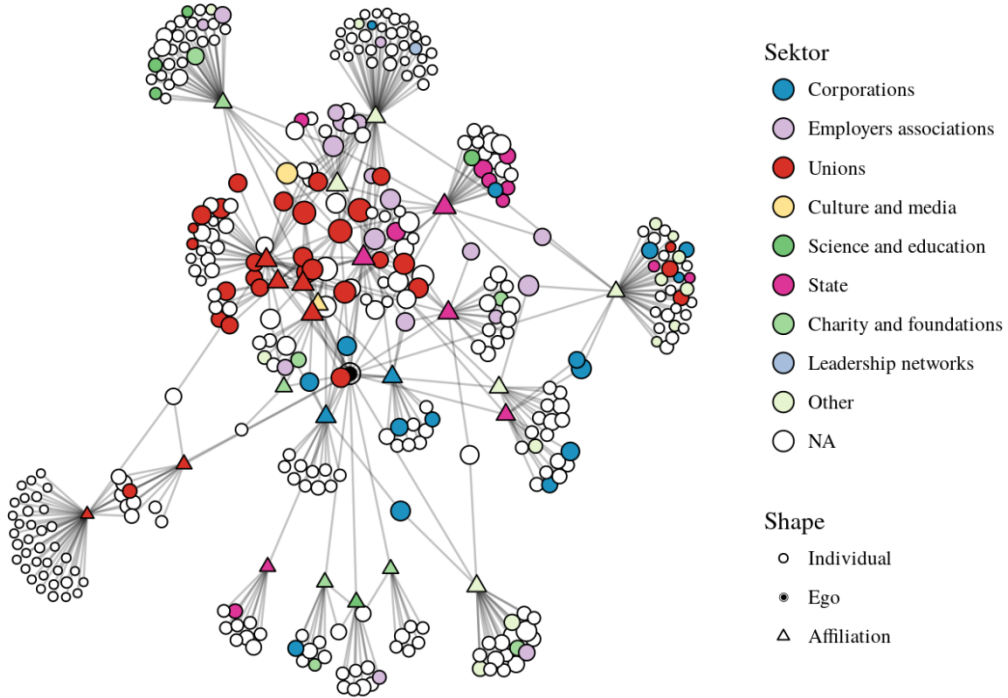 Sektor
Corporations
Employers associations
Unions
Culture and media
Science and education
State
Charity and foundations
Leadership networks
Other
NA
Shape
Individual
Ego
Affiliation